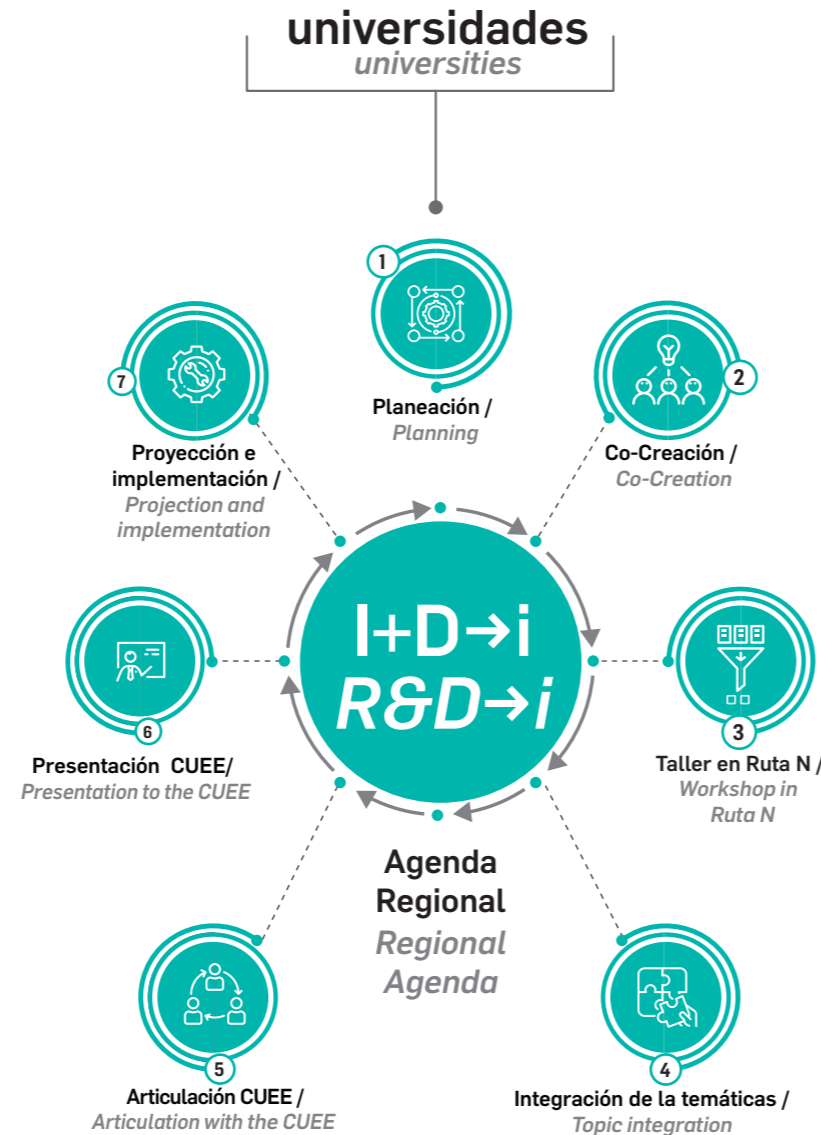 universidades
universities
1
Planeación /
Planning
2
Co-Creación /
Co-Creation
3
Taller en Ruta N /
Workshop in
Ruta N
4
Integración de la temáticas /
Topic integration
5
Articulación CUEE /
Articulation with the CUEE
6
Presentación CUEE/
Presentation to the CUEE
7
Proyección e
implementación /
Projection and
implementation
I+D→i
R&D→i
Agenda
Regional
Regional
Agenda